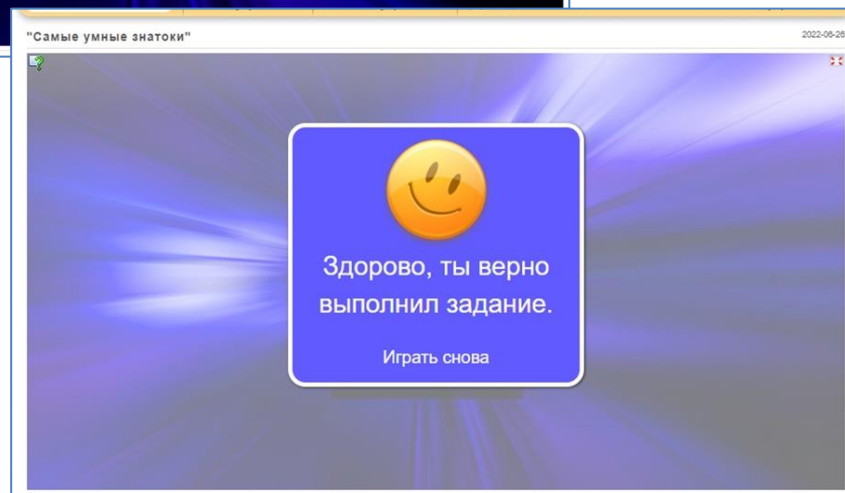 "Самые умные знатоки"
2022-06-26
Здорово, ты верно
выполнил задание.
Играть снова